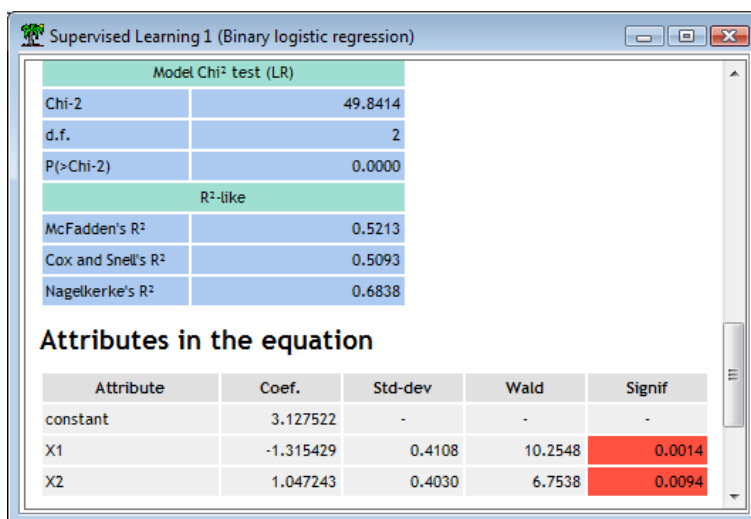 Supervised Learning 1 (Binary logistic regression)
Model Chi² test (LR)
Chi-2 49.8414
d.f. 2
P(>Chi-2) 0.0000
R²-like
McFadden's R² 0.5213
Cox and Snell's R² 0.5093
Nagelkerke's R² 0.6838
Attributes in the equation
Attribute Coef. Std-dev Wald Signif
constant 3.127522 - - -
X1 -1.315429 0.4108 10.2548 0.0014
X2 1.047243 0.4030 6.7538 0.0094